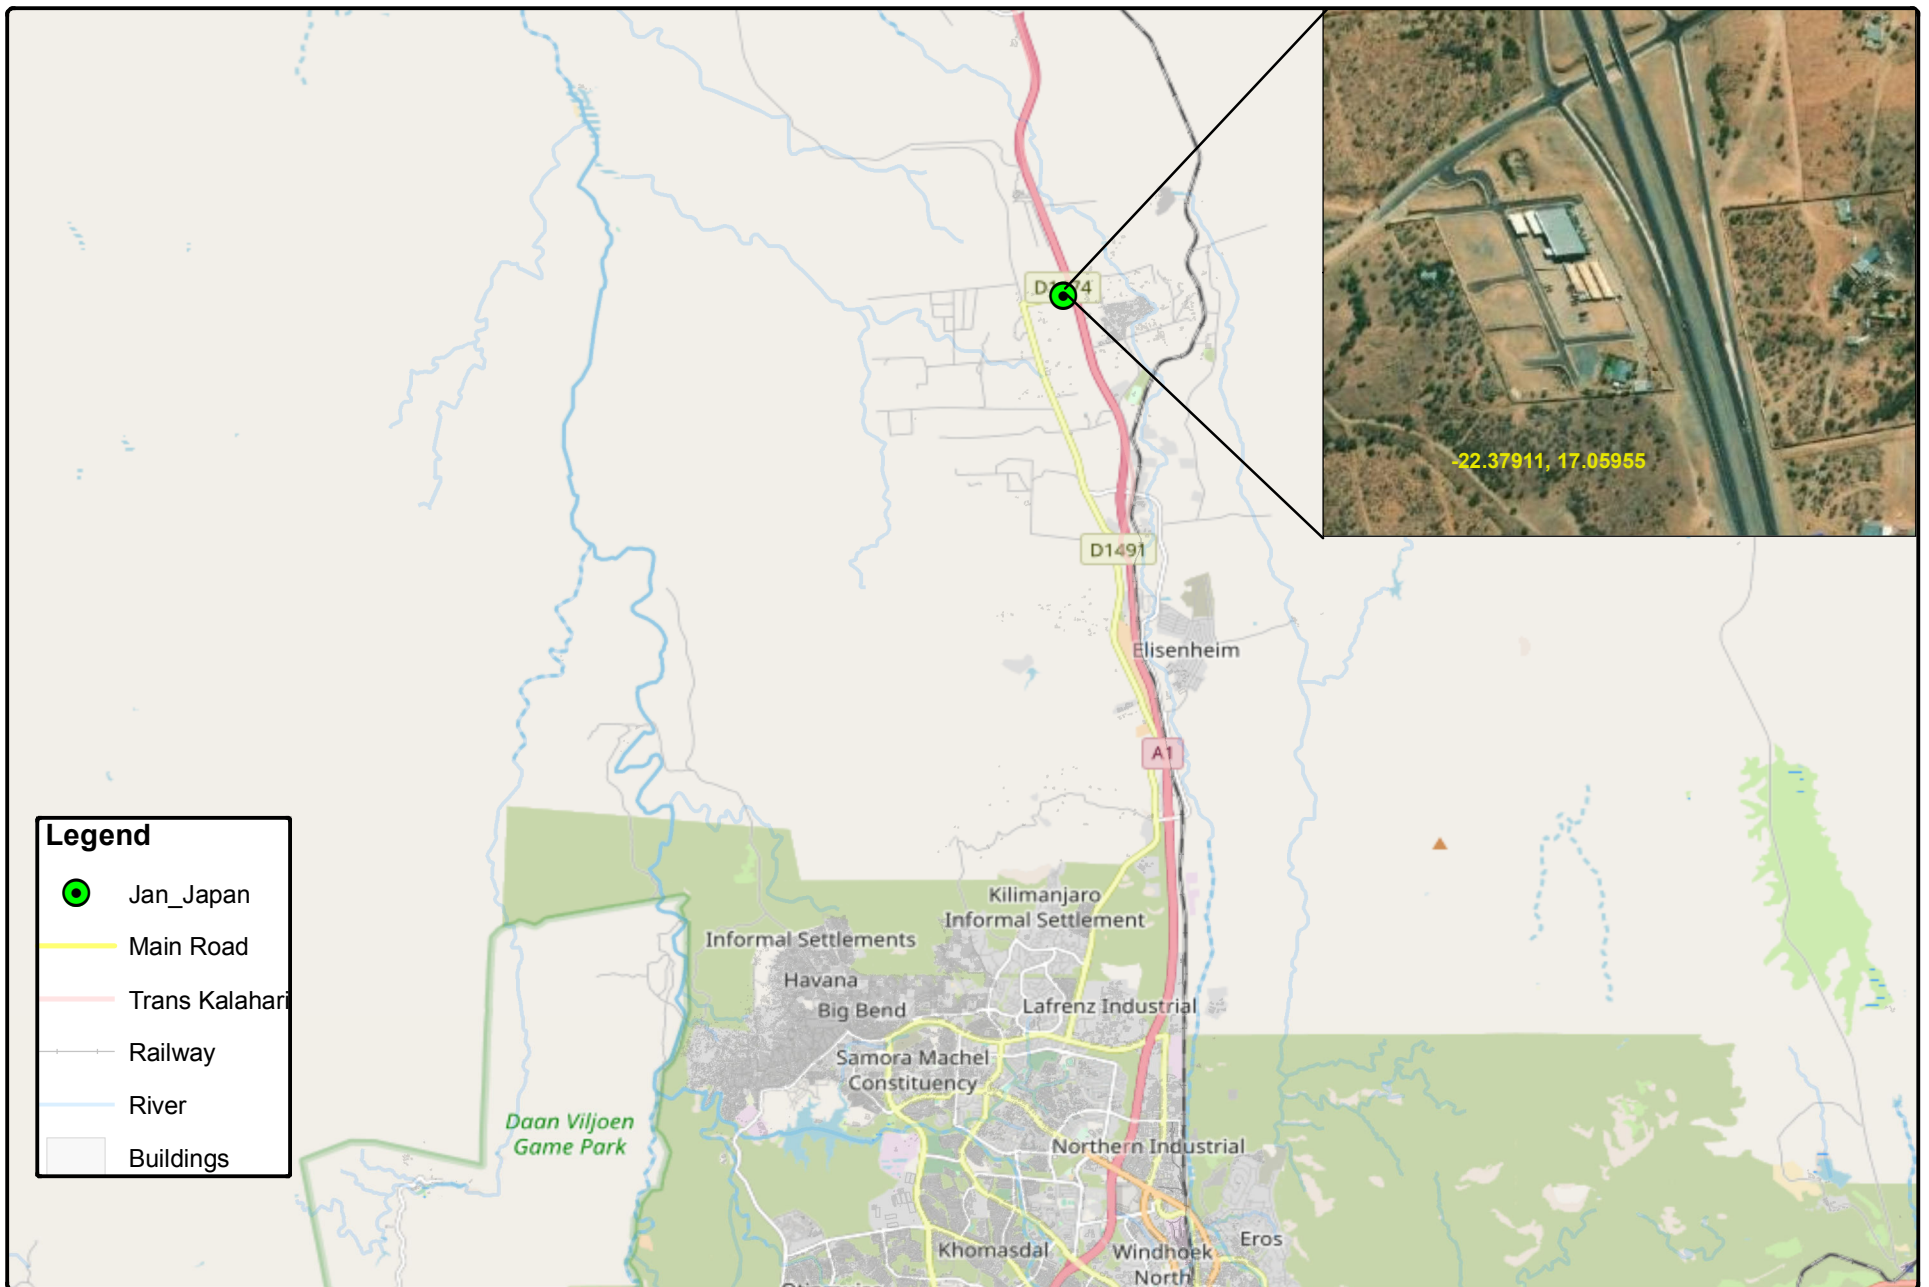 D1
74
-22.37911, 17.05955
D1491
Elisenheim
A1
Legend
Jan_Japan
Main Road
Trans Kalahari
Railway
River
Buildings
Kilimanjaro
Informal Settlement
Informal Settlements
Havana
Big Bend
Lafrenz Industrial
Samora Machel
Constituency
Daan Viljoen
Game Park
Northern Industrial
Khomasdal
Windhoek
North
Eros